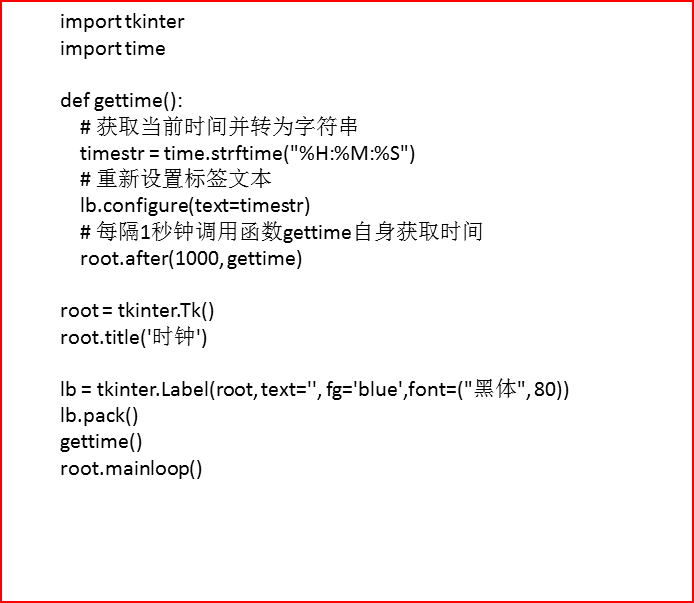 import tkinter
import time
def gettime():
# 获取当前时间并转为字符串
timestr = time.strftime("%H:%M:%S")
# 重新设置标签文本
lb.configure(text=timestr)
# 每隔1秒钟调用函数gettime自身获取时间
root.after(1000, gettime)
root = tkinter.Tk()
root.title('时钟')
lb = tkinter.Label(root, text='', fg='blue',font=("黑体", 80))
lb.pack()
gettime()
root.mainloop()